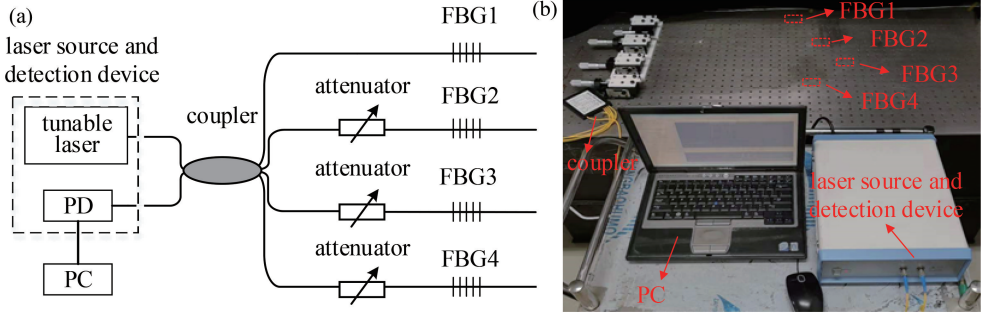 (a)
laser source and
detection device
tunable
laser
PD
PC
coupler
FBG1
attenuator
FBG2
attenuator
FBG3
attenuator
FBG4
(b)
FBG1
FBG2
FBG3
FBG4
coupler
laser source and
detection device
PC